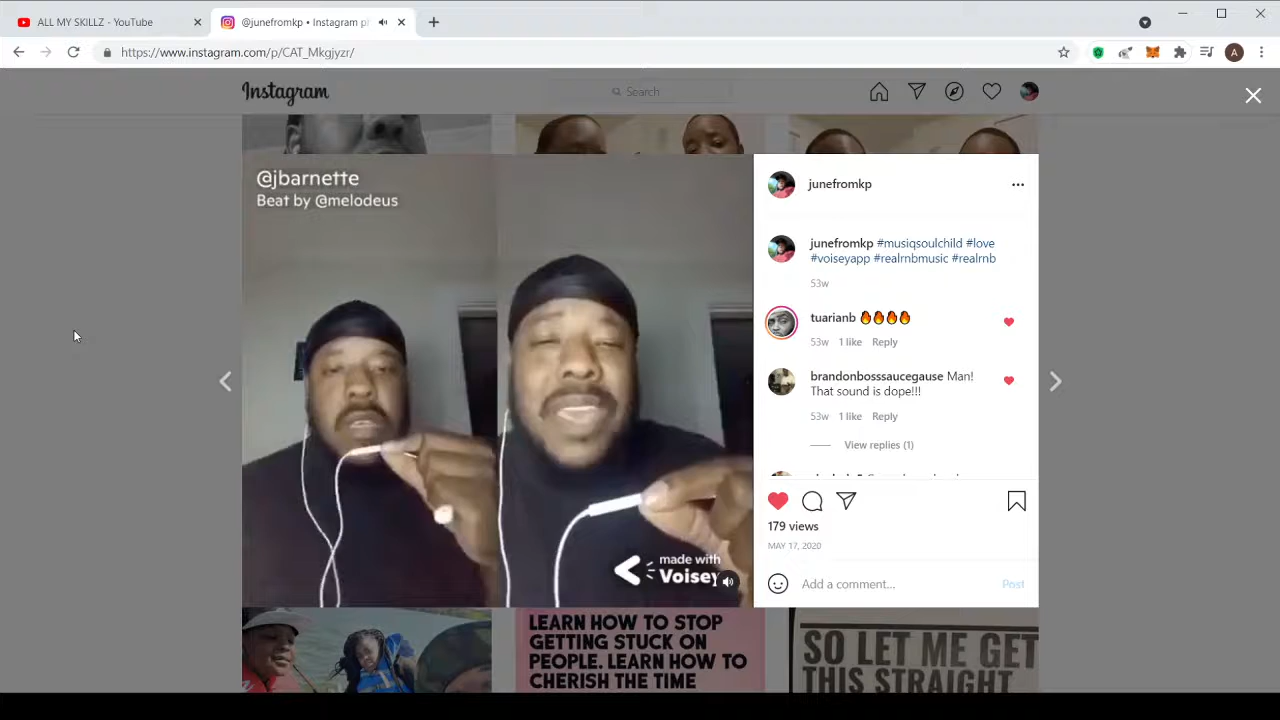 ALL MY SKILLZ - YouTube
@junefromkp • Instagram ph
https://www.instagram.com/p/CAT_Mkgjyzr/
A
Instagram
Search
@jbarnette
Beat by @melodeus
made with
Voisey
junefromkp
junefromkp #musiqsoulchild #love
#voiseyapp #realrnbmusic #realrnb
53w
tuarianb 🔥🔥🔥🔥
53w 1 like Reply
brandonbosssaucegause Man!
That sound is dope!!!
53w 1 like Reply
View replies (1)
179 views
MAY 17, 2020
Add a comment... Post
LEARN HOW TO STOP
GETTING STUCK ON
PEOPLE. LEARN HOW TO
CHERISH THE TIME
SO LET ME GET
THIS STRAIGHT